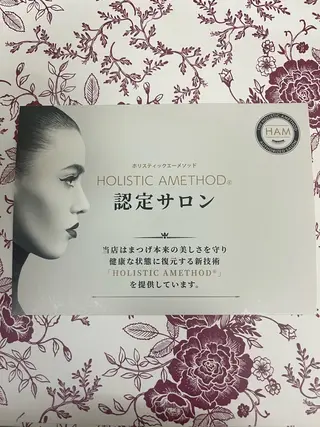 ホリスティックエーメソッド
HOLISTIC AMETHOD®
認定サロン
HAM
当店はまつげ本来の美しさを守り
健康な状態に復元する新技術
「HOLISTIC AMETHOD®」
を提供しています。